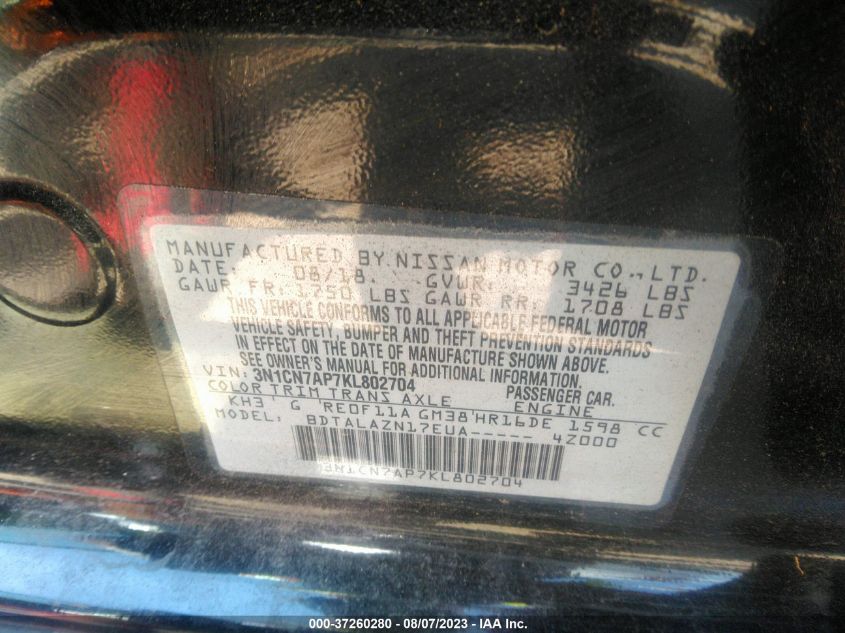 MANUFACTURED BY NISSAN MOTOR CO., LTD.
DATE: 08/18. GVWR: 3426 LBS
GAWR FR: 1750 LBS GAWR RR: 1708 LBS
THIS VEHICLE CONFORMS TO ALL APPLICABLE FEDERAL MOTOR
VEHICLE SAFETY, BUMPER AND THEFT PREVENTION STANDARDS
IN EFFECT ON THE DATE OF MANUFACTURE SHOWN ABOVE.
SEE OWNER'S MANUAL FOR ADDITIONAL INFORMATION.
VIN: 3N1CN7AP7KL802704 PASSENGER CAR.
COLOR TRIM TRANS AXLE ENGINE
KH3 G RE0F11A GM38 HR16DE 1598 CC
MODEL: BDTALAZN17EUA----- 4Z000
3N1CN7AP7KL802704
000-37260280 - 08/07/2023 - IAA Inc.